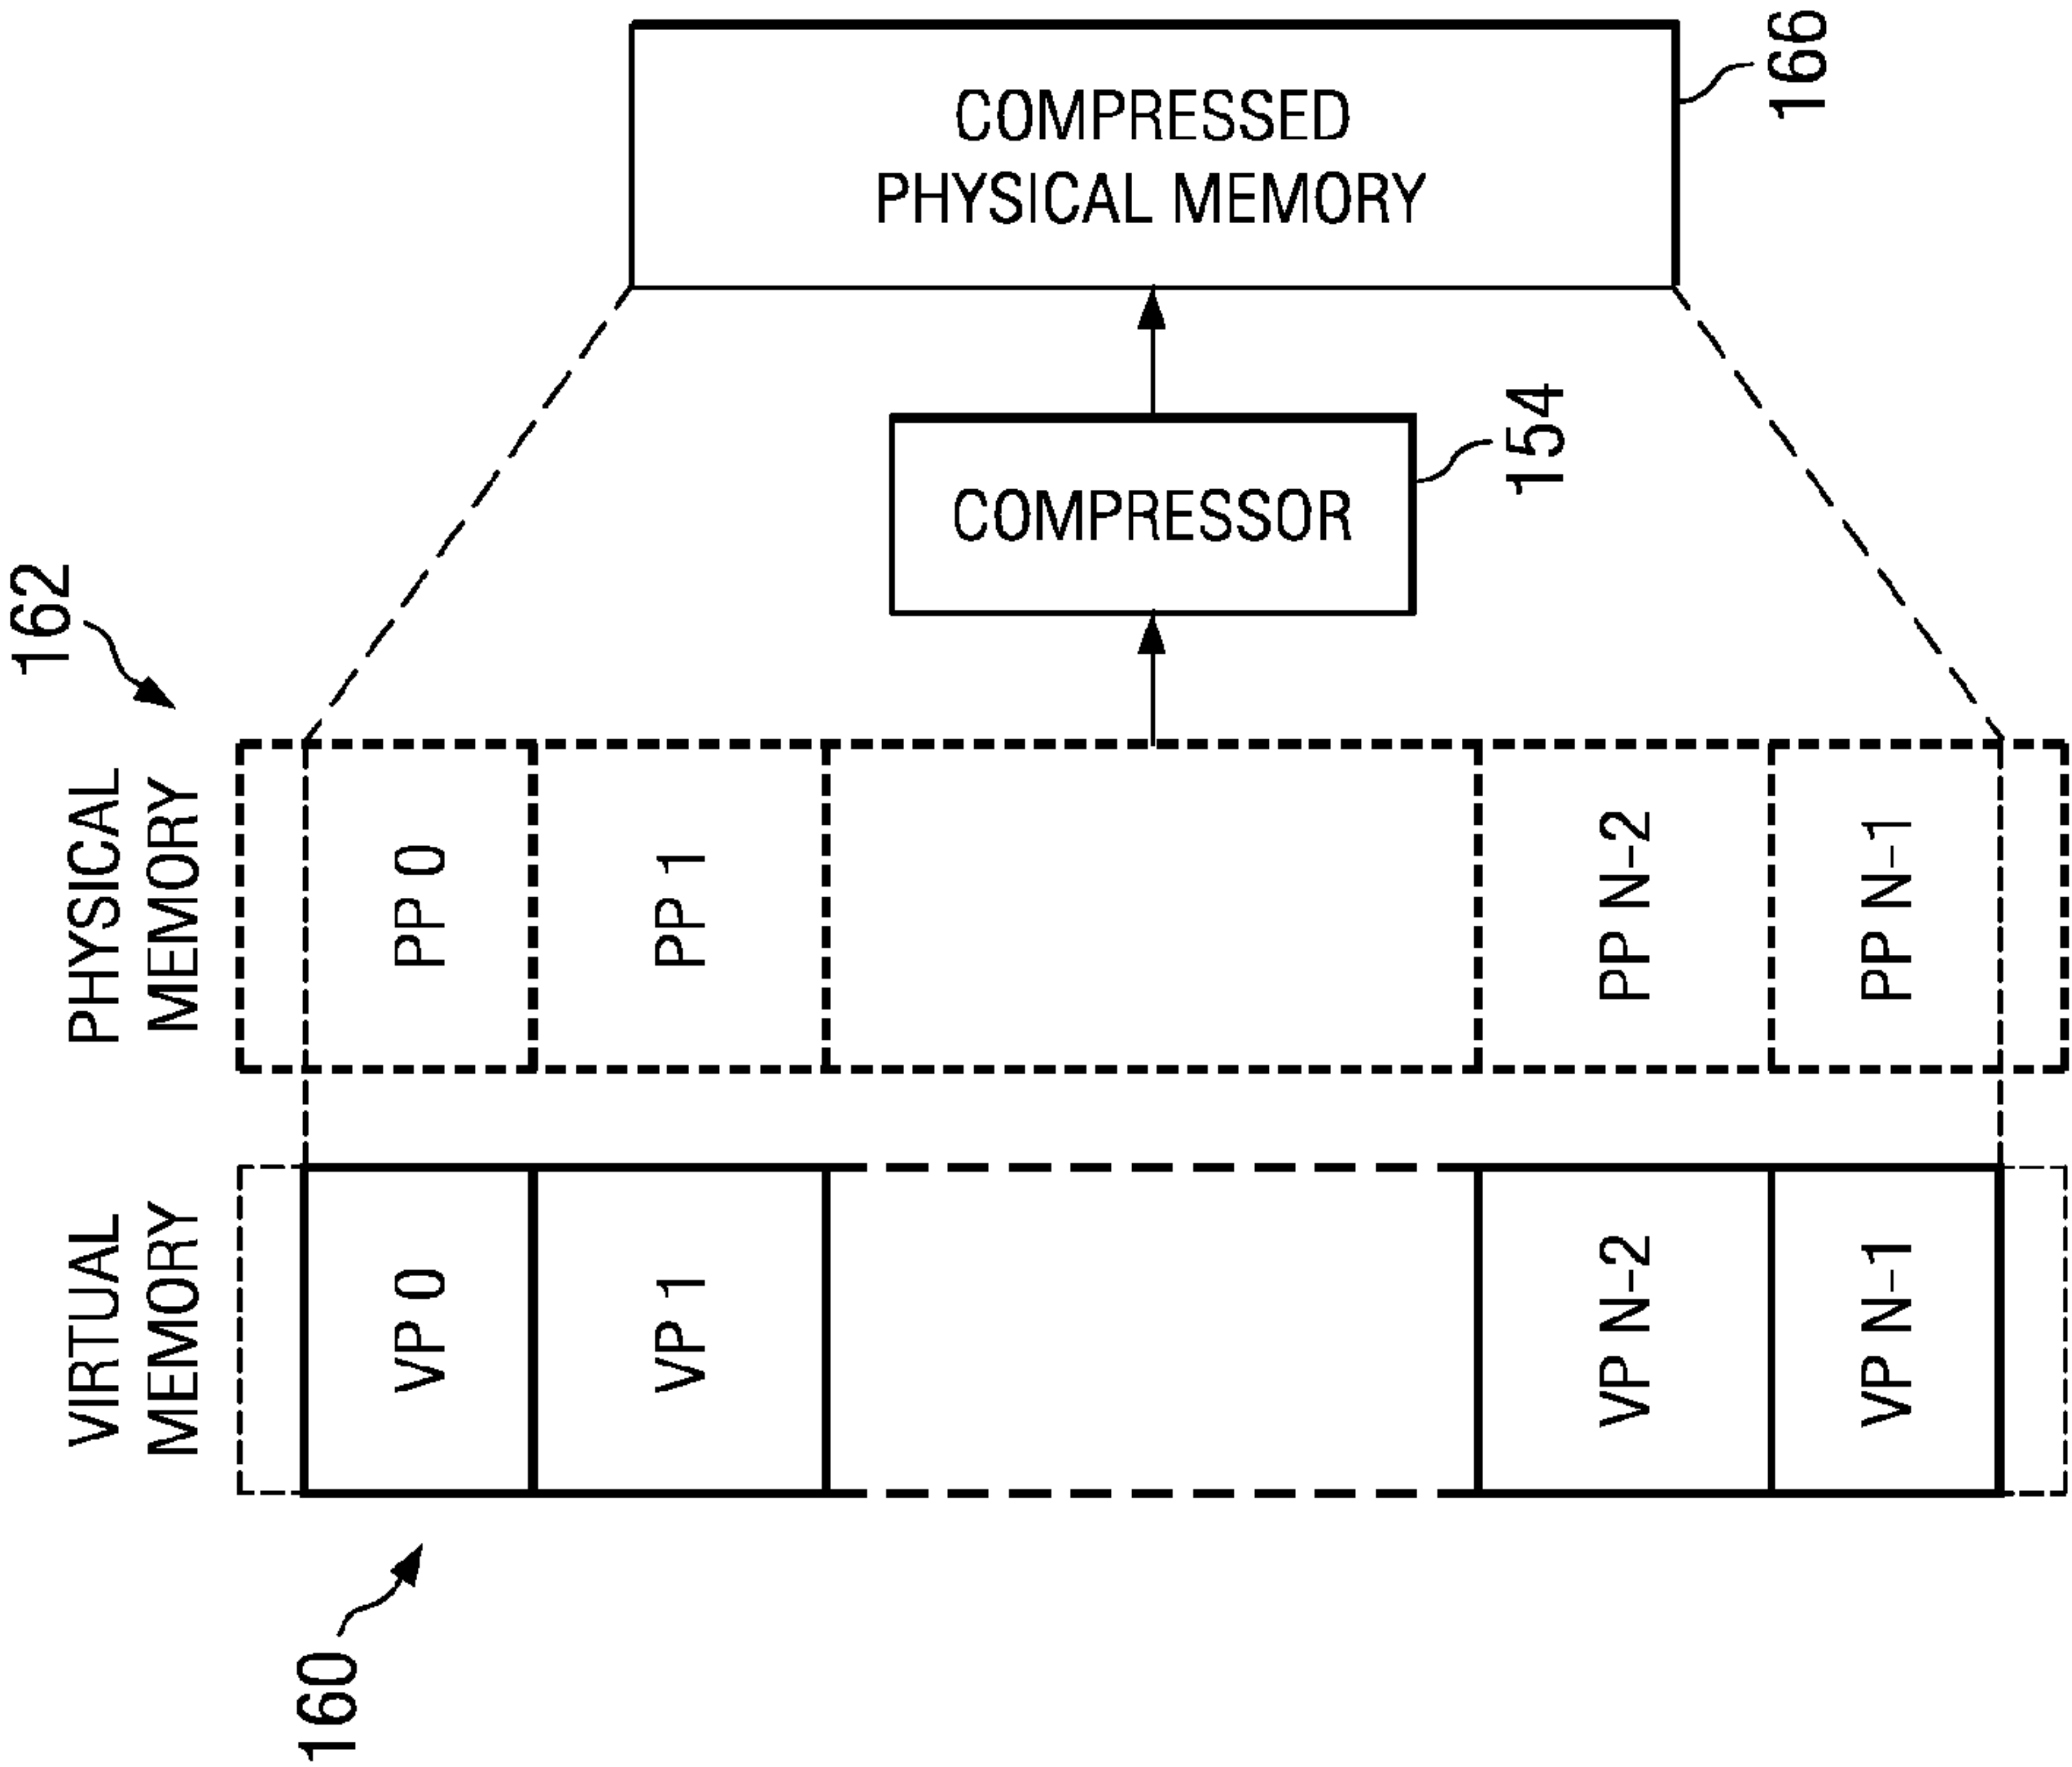 162
160
VIRTUAL
MEMORY
VP 0
VP 1
VP N-2
VP N-1
PHYSICAL
MEMORY
PP 0
PP 1
PP N-2
PP N-1
COMPRESSOR
154
COMPRESSED
PHYSICAL MEMORY
166